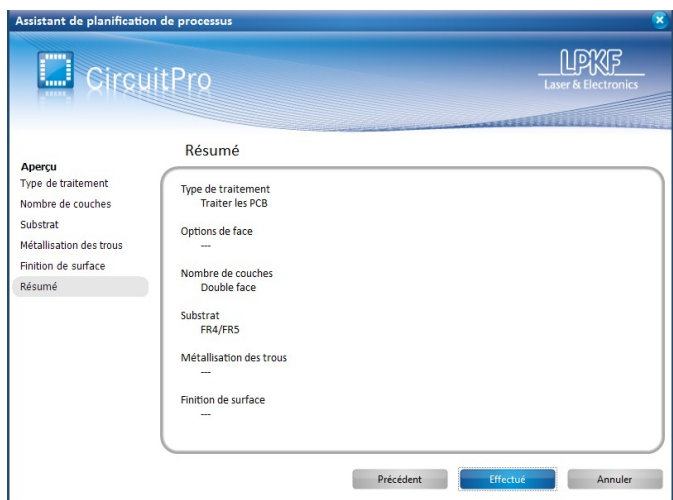 Assistant de planification de processus
CircuitPro
LPKF
Laser & Electronics
Résumé
Aperçu
Type de traitement
Nombre de couches
Substrat
Métallisation des trous
Finition de surface
Résumé
Type de traitement
Traiter les PCB
Options de face
---
Nombre de couches
Double face
Substrat
FR4/FR5
Métallisation des trous
---
Finition de surface
---
Précédent
Effectué
Annuler